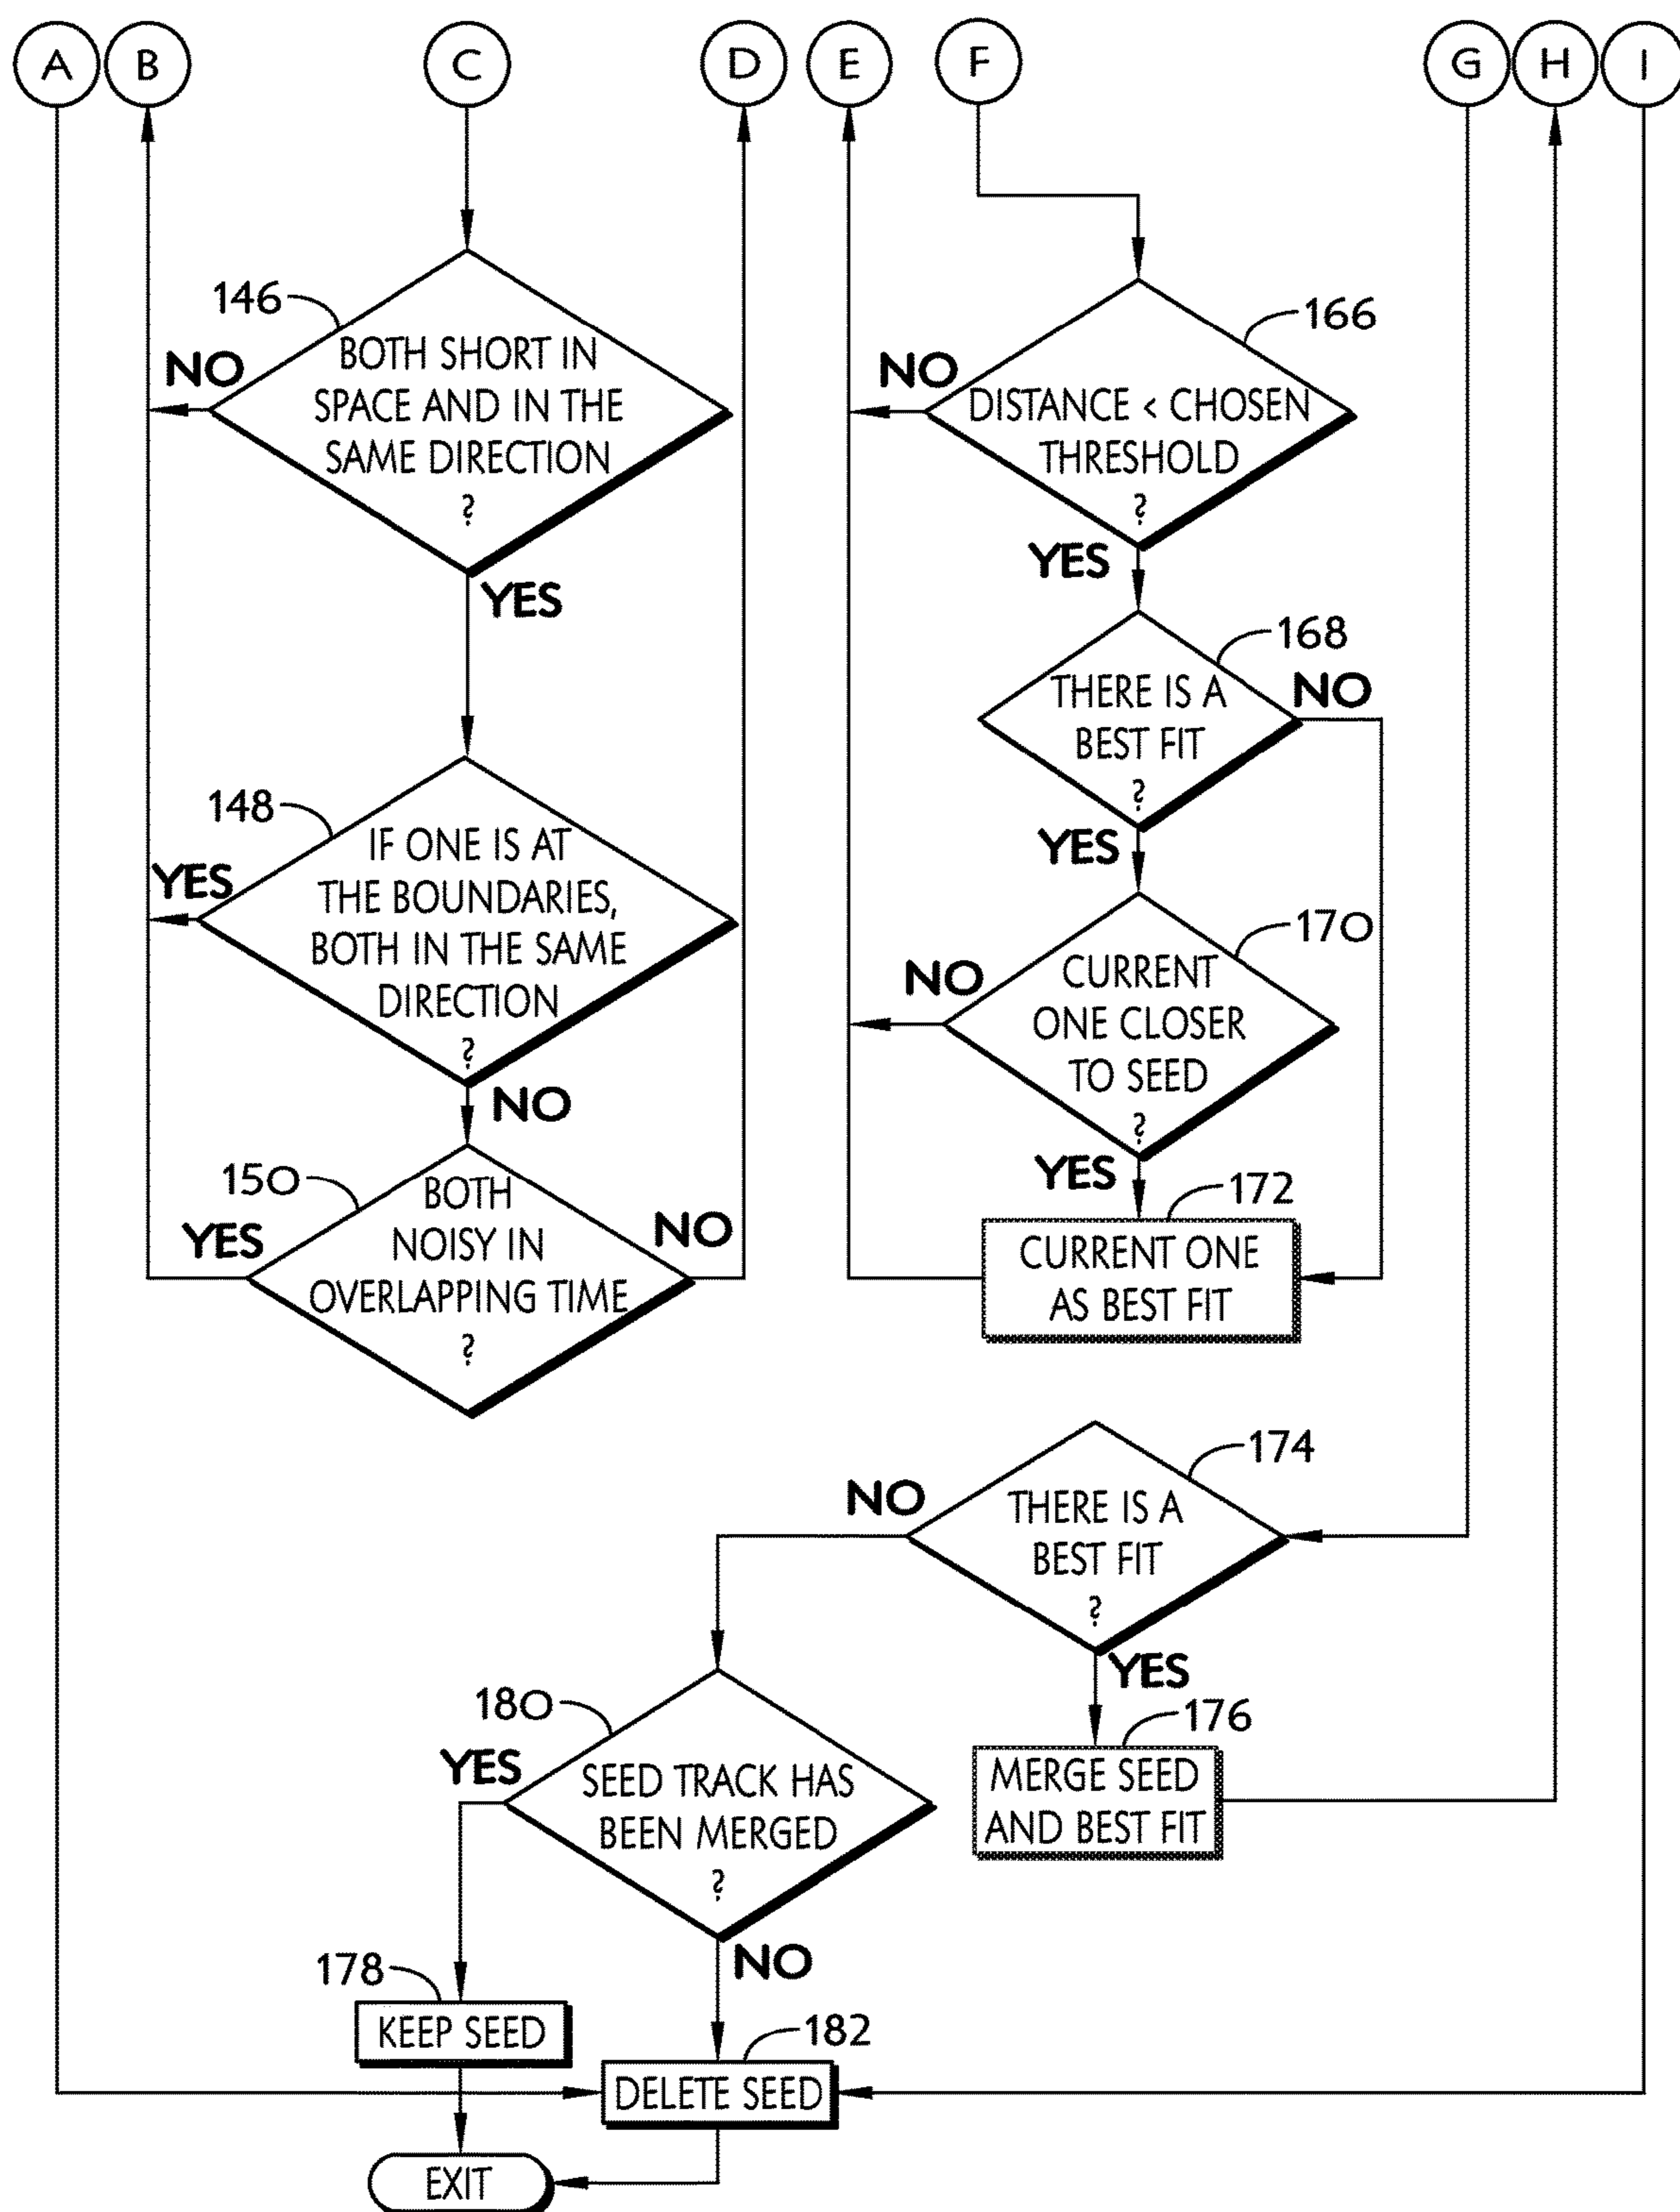 A B C D E F G H I
146
BOTH SHORT IN
SPACE AND IN THE
SAME DIRECTION
?
NO
YES
148
IF ONE IS AT
THE BOUNDARIES,
BOTH IN THE SAME
DIRECTION
?
YES
NO
150
BOTH
NOISY IN
OVERLAPPING TIME
?
YES
NO
166
DISTANCE < CHOSEN
THRESHOLD
?
NO
YES
168
THERE IS A
BEST FIT
?
NO
YES
170
CURRENT
ONE CLOSER
TO SEED
?
NO
YES
172
CURRENT ONE
AS BEST FIT
174
THERE IS A
BEST FIT
?
NO
YES
176
MERGE SEED
AND BEST FIT
180
SEED TRACK HAS
BEEN MERGED
?
YES
NO
178
KEEP SEED
182
DELETE SEED
EXIT